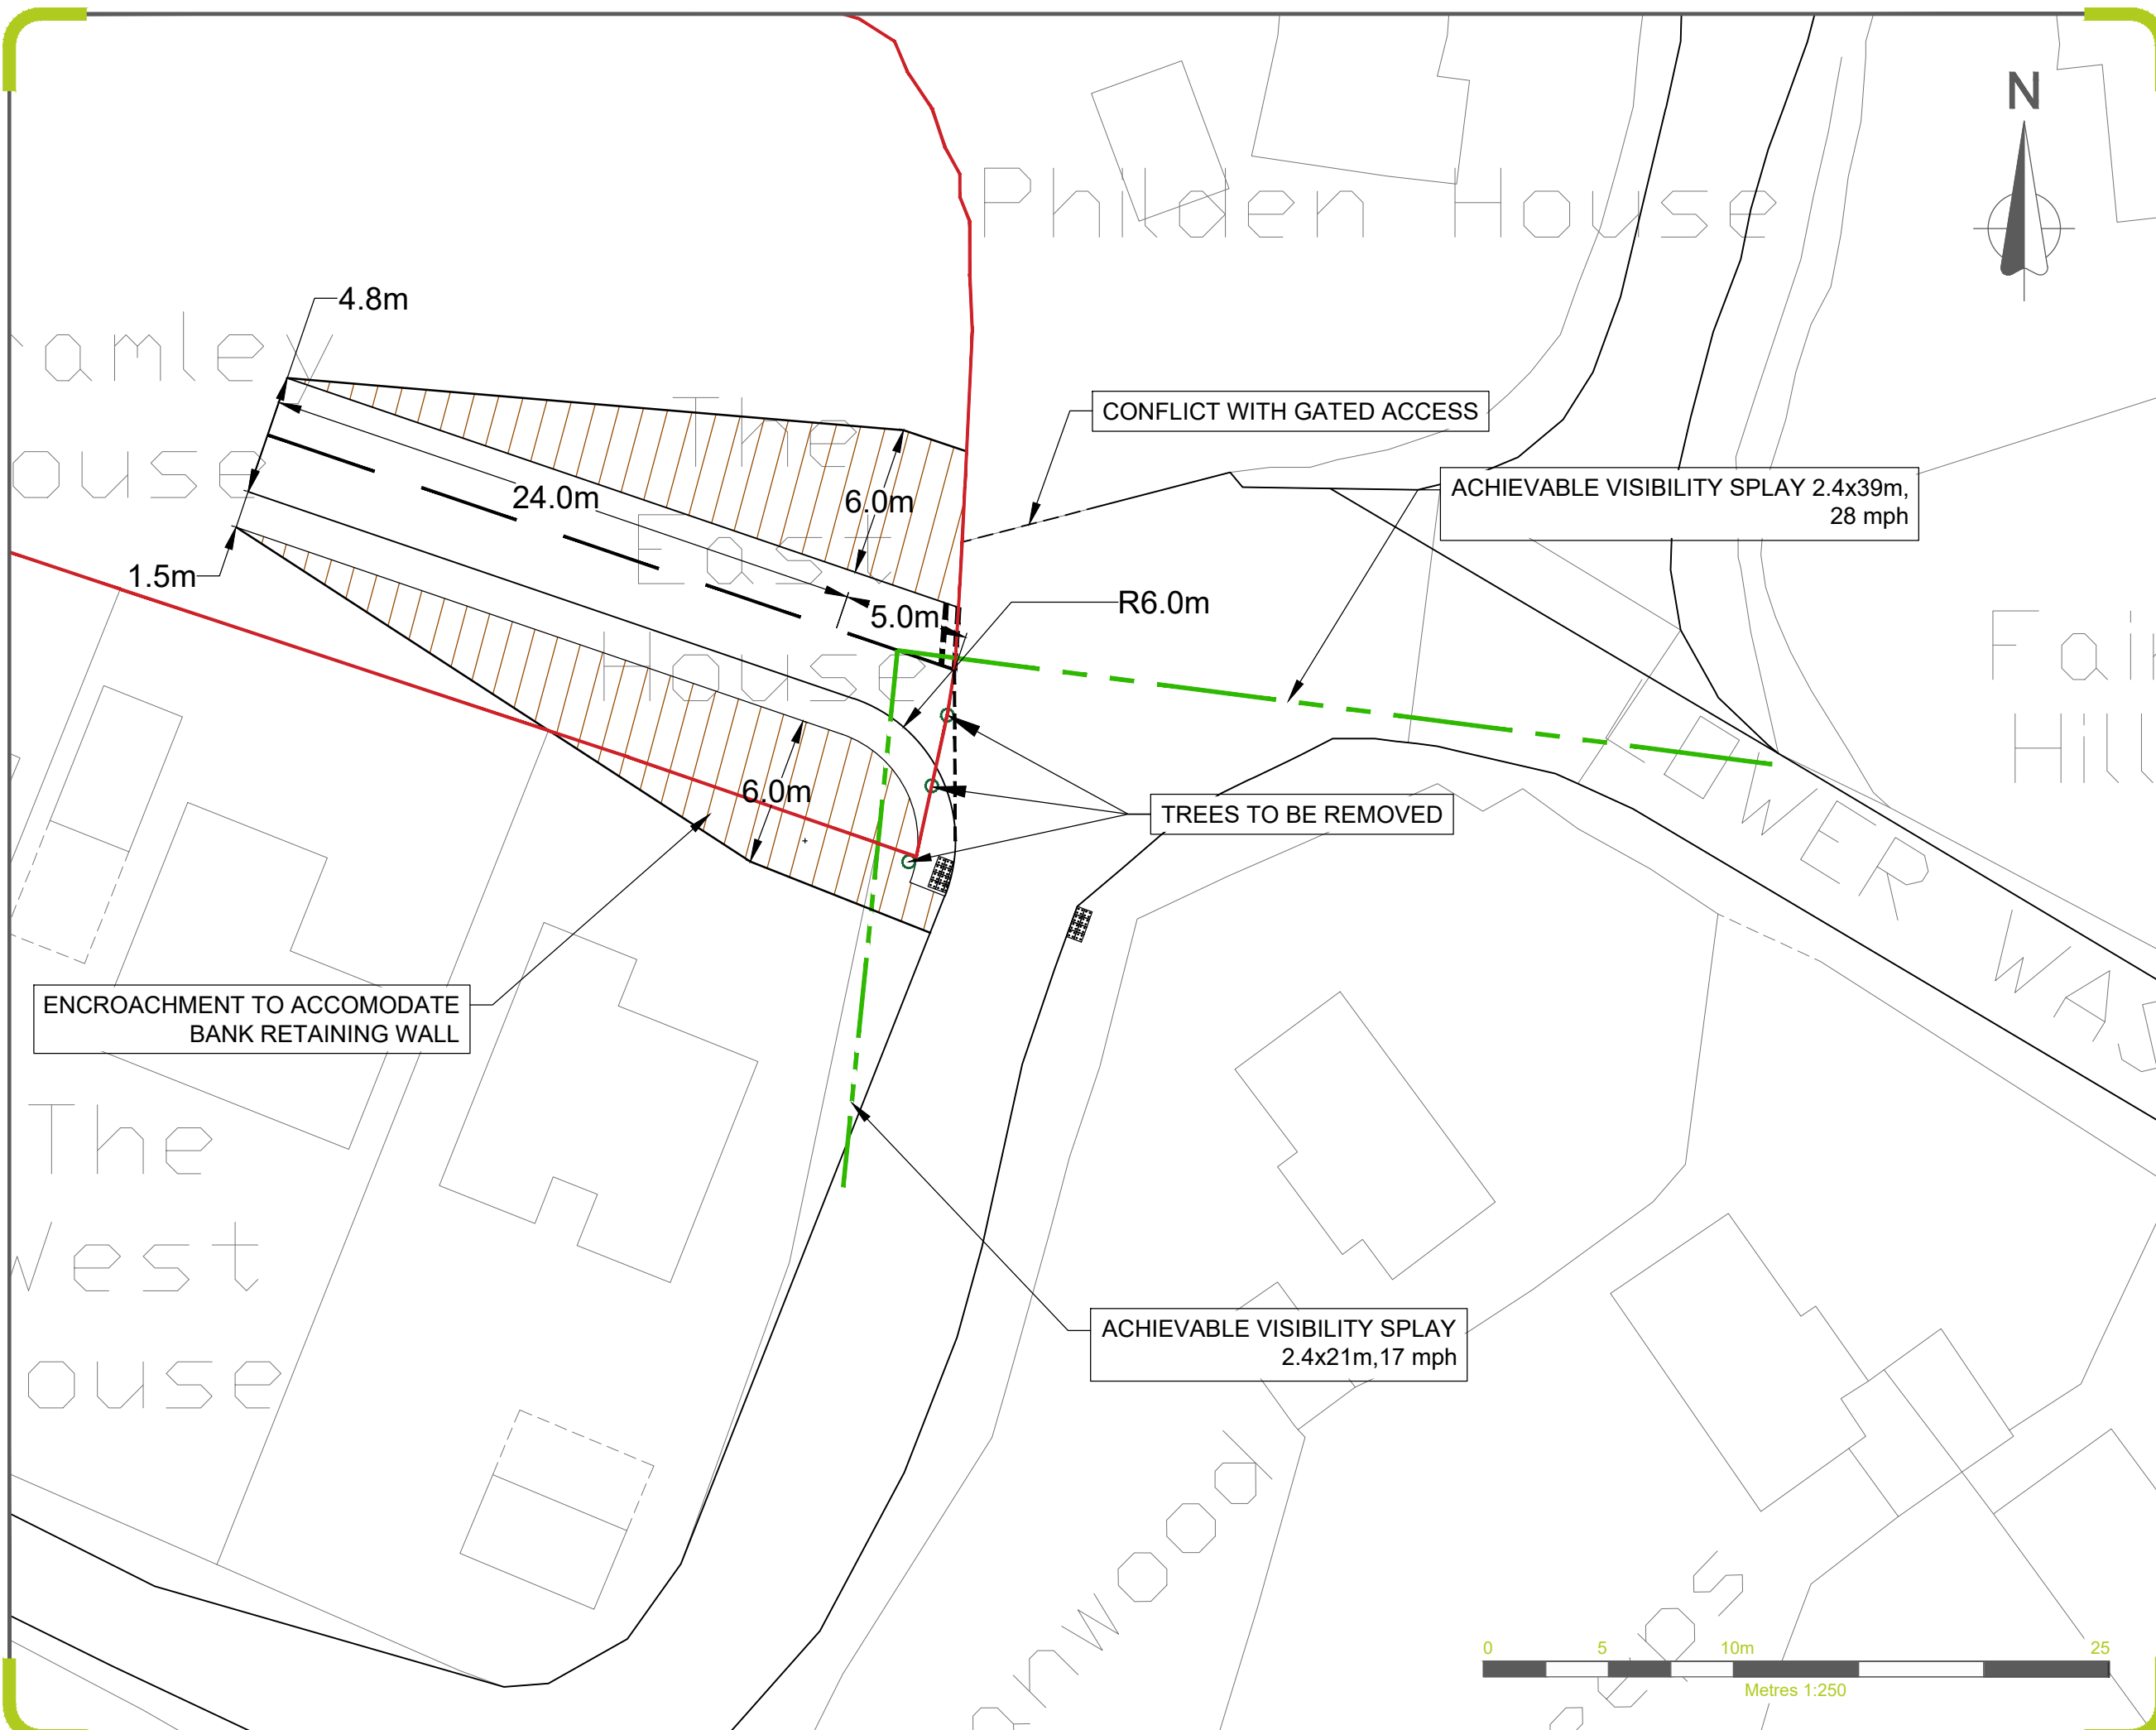 N
Philden House
4.8m
ramley
ouse
The
East
House
CONFLICT WITH GATED ACCESS
ACHIEVABLE VISIBILITY SPLAY 2.4x39m,
28 mph
24.0m
6.0m
1.5m
5.0m
R6.0m
Fair
Hill
6.0m
TREES TO BE REMOVED
LOWER WAS
ENCROACHMENT TO ACCOMODATE
BANK RETAINING WALL
The
West
ouse
ACHIEVABLE VISIBILITY SPLAY
2.4x21m,17 mph
nwood
0 5 10m 25
Metres 1:250